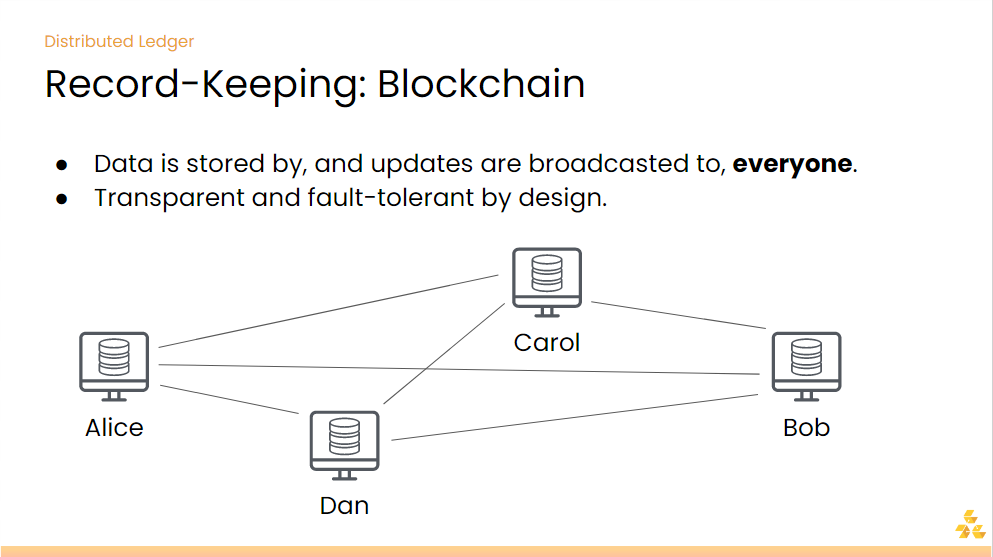 Distributed Ledger
Record-Keeping: Blockchain
● Data is stored by, and updates are broadcasted to, everyone.
● Transparent and fault-tolerant by design.
Carol
Alice
Bob
Dan